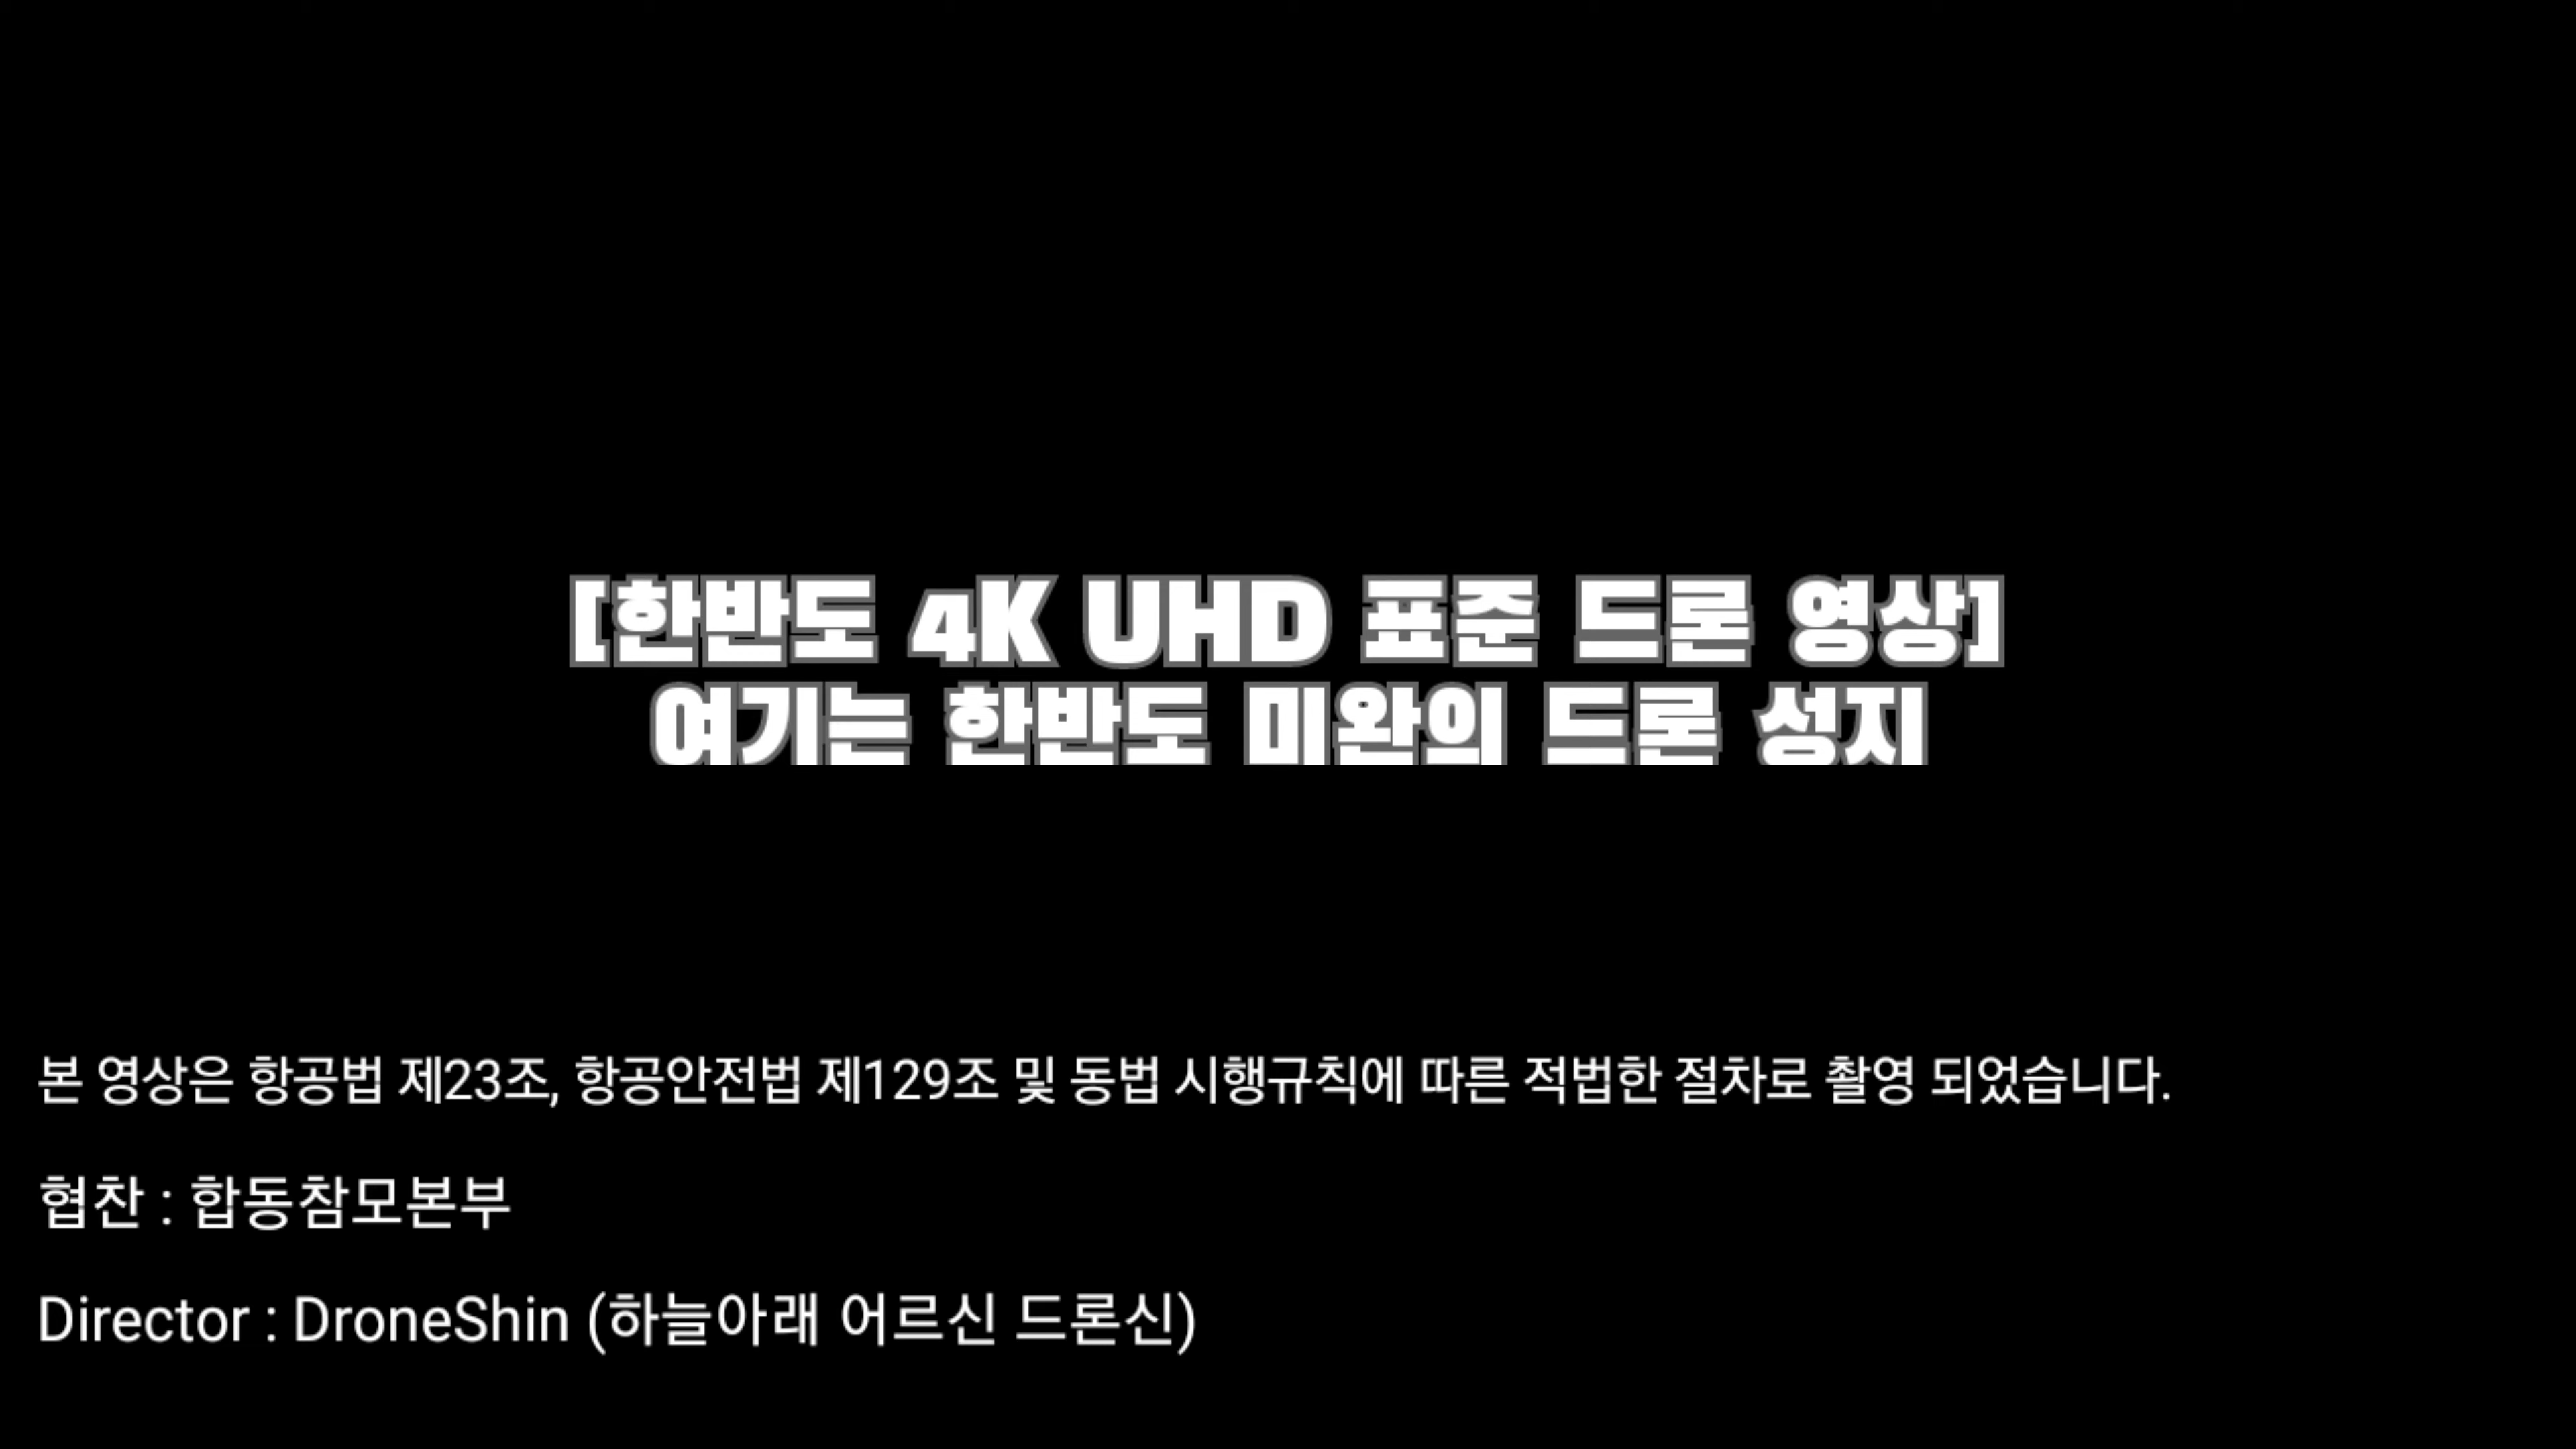 [한반도 4K UHD 표준 드론 영상]
여기는 한반도 미완의 드론 성지
본 영상은 항공법 제23조, 항공안전법 제129조 및 동법 시행규칙에 따른 적법한 절차로 촬영 되었습니다.
협찬 : 합동참모본부
Director : DroneShin (하늘아래 어르신 드론신)